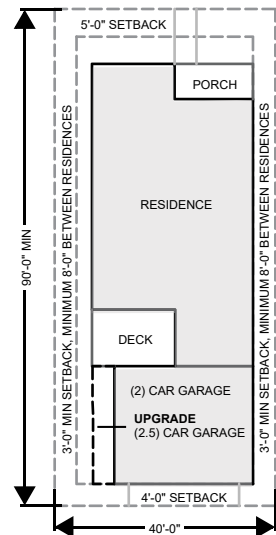 5'-0" SETBACK
PORCH
3'-0" MIN SETBACK, MINIMUM 8'-0" BETWEEN RESIDENCES
3'-0" MIN SETBACK, MINIMUM 8'-0" BETWEEN RESIDENCES
90'-0" MIN
RESIDENCE
DECK
(2) CAR GARAGE
UPGRADE
(2.5) CAR GARAGE
4'-0" SETBACK
40'-0"